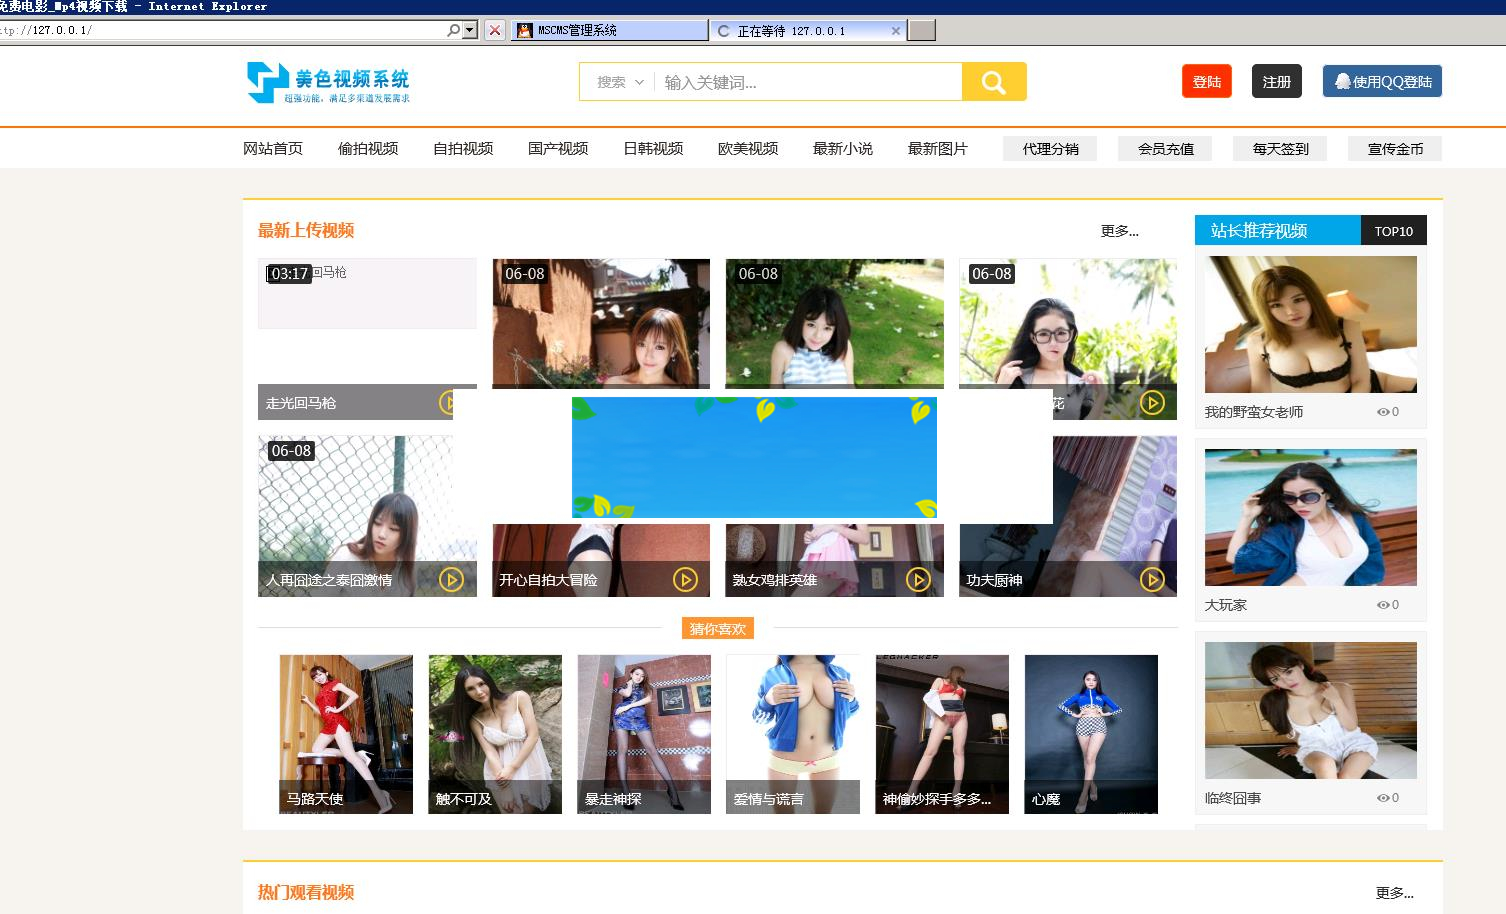 免费电影_Mp4视频下载 - Internet Explorer
ttp://127.0.0.1/
MSCMS管理系统
正在等待 127.0.0.1
美色视频系统
超强功能，满足多渠道发展需求
搜索
输入关键词...
登陆
注册
使用QQ登陆
网站首页
偷拍视频
自拍视频
国产视频
日韩视频
欧美视频
最新小说
最新图片
代理分销
会员充值
每天签到
宣传金币
最新上传视频
更多...
站长推荐视频
TOP10
03:17
回马枪
06-08
06-08
06-08
走光回马枪
花
我的野蛮女老师
0
06-08
人再囧途之泰囧激情
开心自拍大冒险
熟女鸡排英雄
功夫厨神
大玩家
0
猜你喜欢
马路天使
触不可及
暴走神探
爱情与谎言
神偷妙探手多多...
心魔
临终囧事
0
热门观看视频
更多...